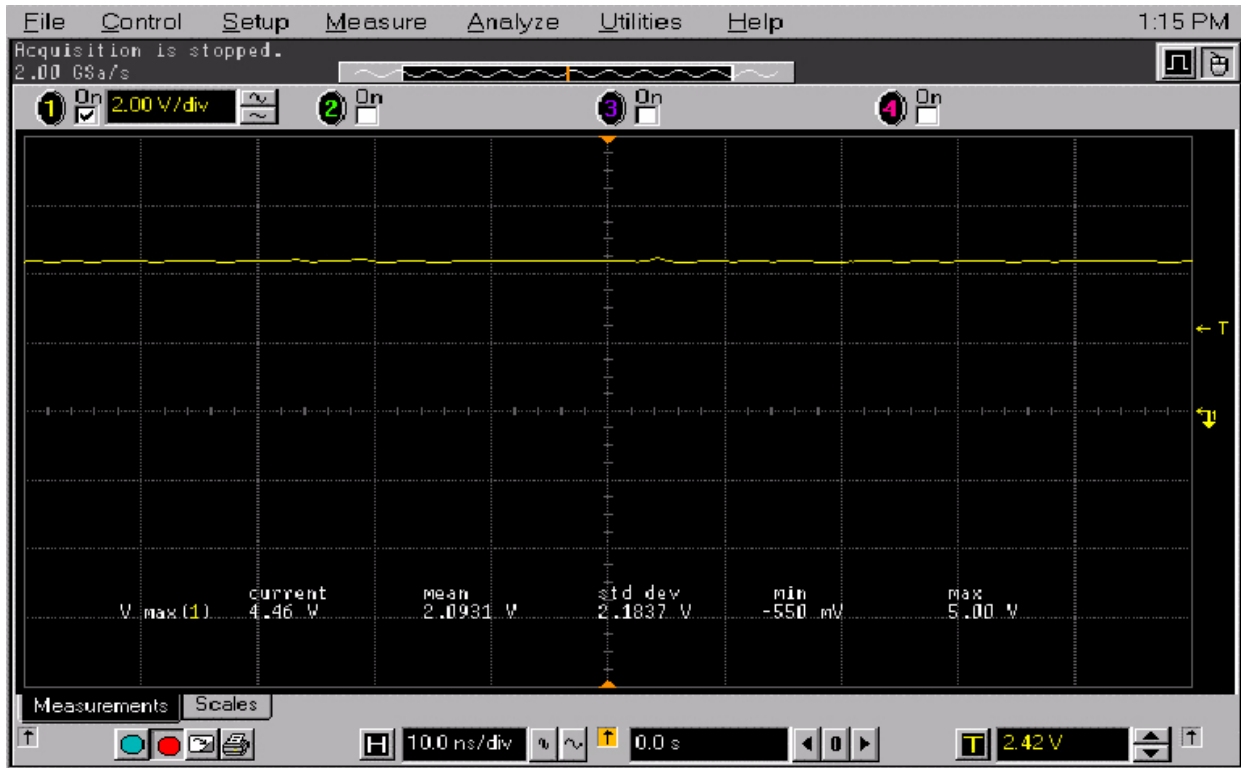 File Control Setup Measure Analyze Utilities Help 1:15 PM
Acquisition is stopped.
2.00 GSa/s
1 On 2.00 V/div 2 On 3 On 4 On
T
1
current mean std dev min max
V max(1) 4.46 V 2.0931 V 2.1837 V -550 mV 5.00 V
Measurements Scales
H 10.0 ns/div 0.0 s 0 T 2.42 V